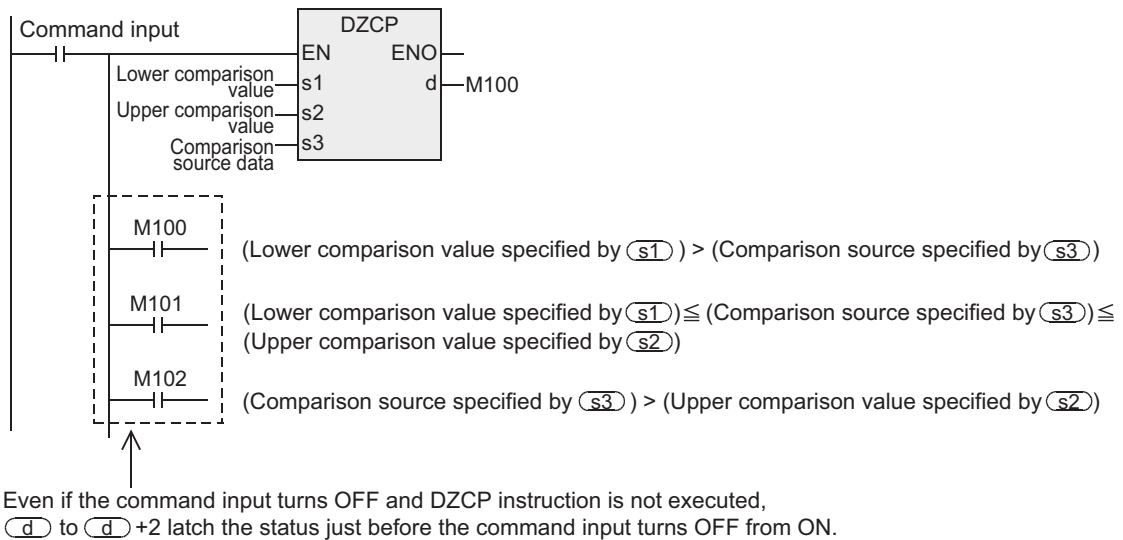 Command input
DZCP
EN ENO
Lower comparison
value
s1 d M100
Upper comparison
value
s2
Comparison
source data
s3
M100
(Lower comparison value specified by s1 ) > (Comparison source specified by s3 )
M101
(Lower comparison value specified by s1 )≦ (Comparison source specified by s3 )≦
(Upper comparison value specified by s2 )
M102
(Comparison source specified by s3 ) > (Upper comparison value specified by s2 )
Even if the command input turns OFF and DZCP instruction is not executed,
d to d +2 latch the status just before the command input turns OFF from ON.